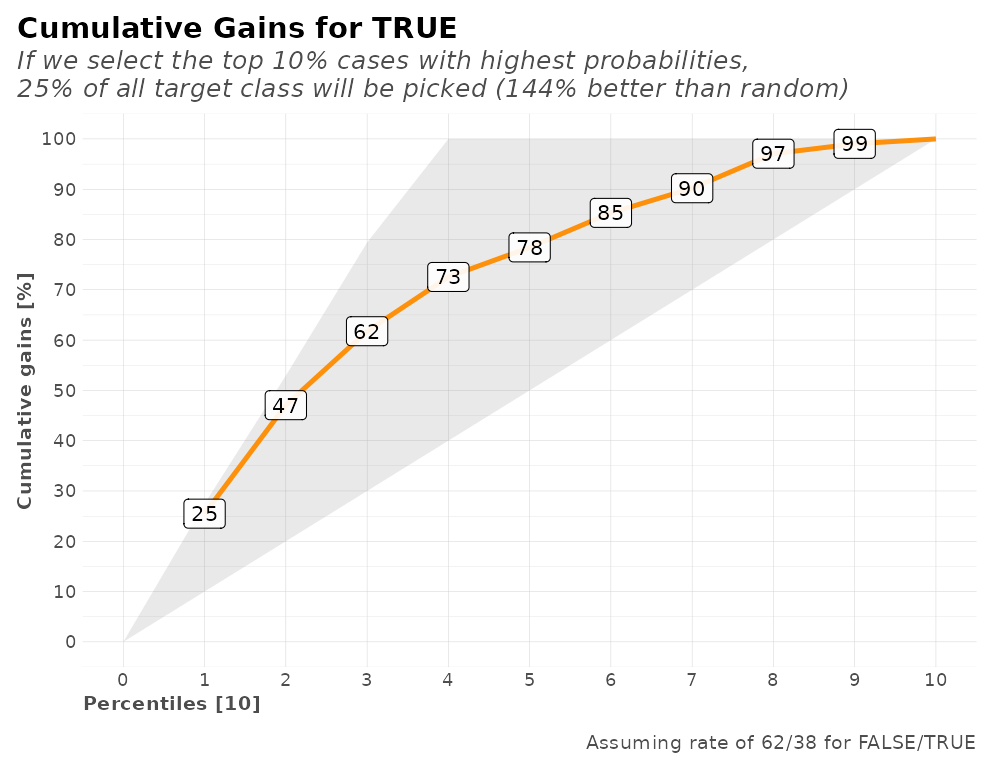 Cumulative Gains for TRUE
If we select the top 10% cases with highest probabilities,
25% of all target class will be picked (144% better than random)
Cumulative gains [%]
100
90
80
70
60
50
40
30
20
10
0
25
47
62
73
78
85
90
97
99
0 1 2 3 4 5 6 7 8 9 10
Percentiles [10]
Assuming rate of 62/38 for FALSE/TRUE